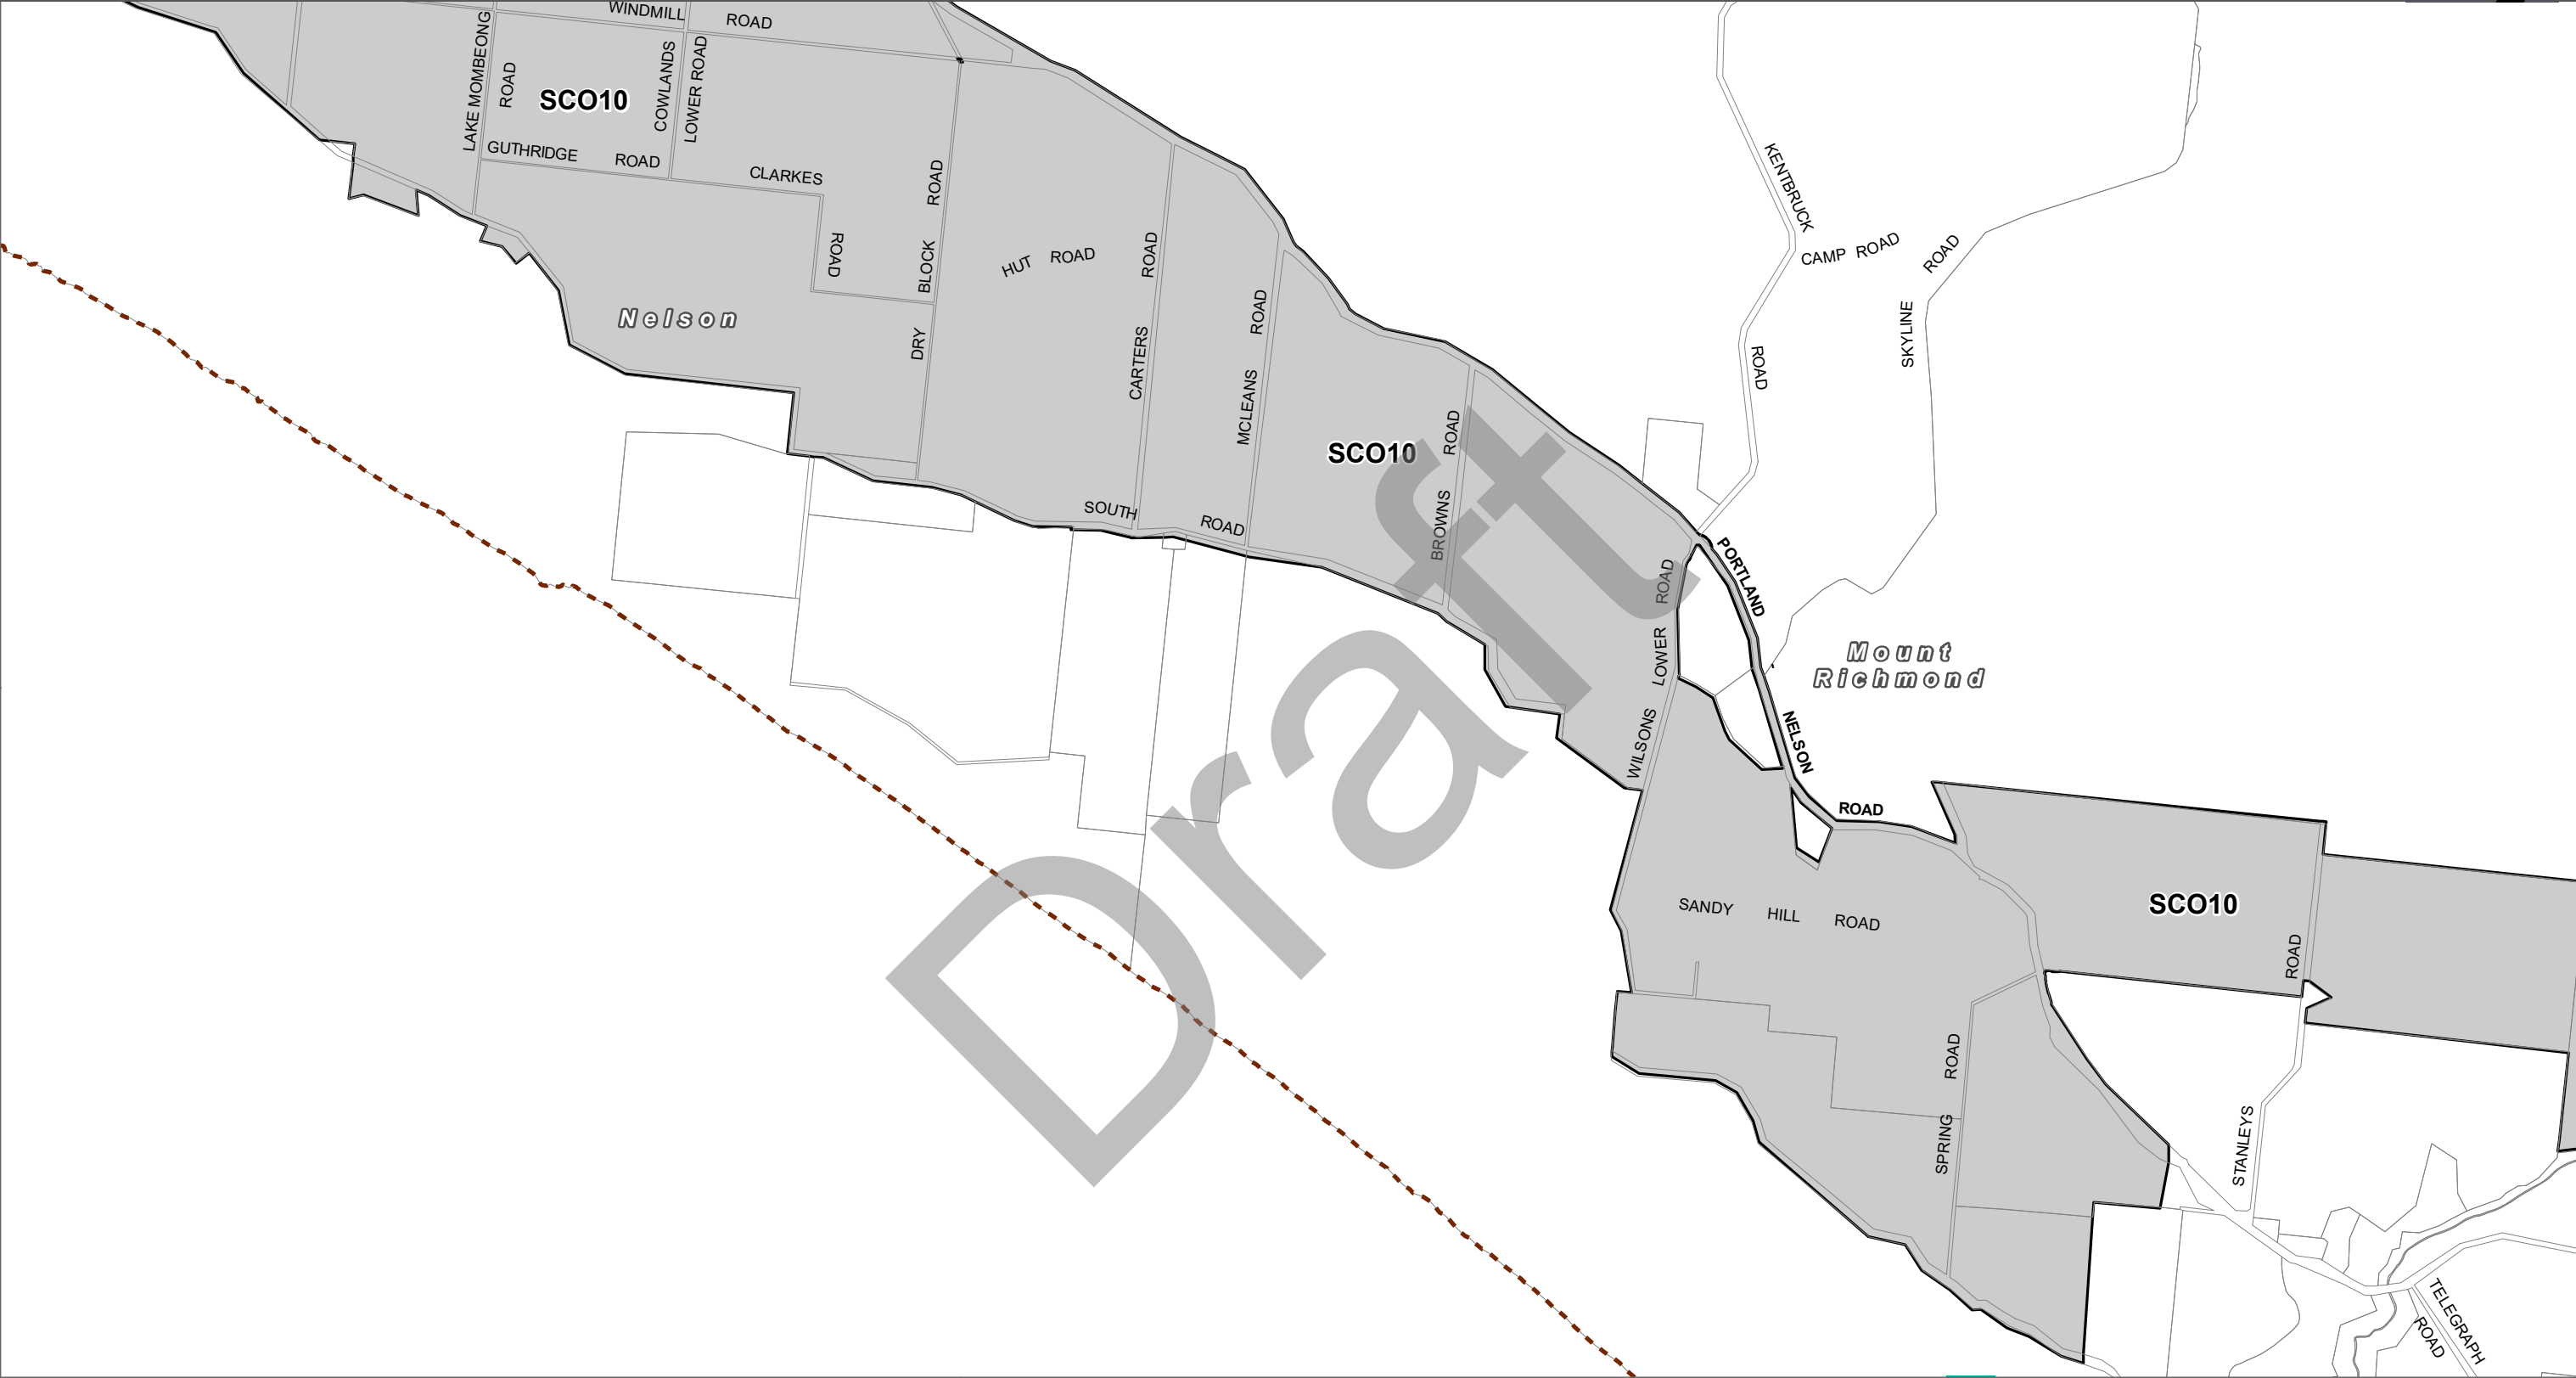 WINDMILL ROAD
LAKE MOMBEONG
ROAD
SCO10
COWLANDS
LOWER ROAD
GUTHRIDGE ROAD
CLARKES
ROAD
Nelson
DRY BLOCK ROAD
HUT ROAD
CARTERS ROAD
MCLEANS ROAD
SOUTH ROAD
SCO10
BROWNS ROAD
KENTBRUCK
ROAD
CAMP ROAD
SKYLINE
ROAD
WILSONS LOWER ROAD
PORTLAND
NELSON
ROAD
Mount
Richmond
Draft
SANDY HILL ROAD
SCO10
SPRING ROAD
STANLEYS
ROAD
TELEGRAPH
ROAD